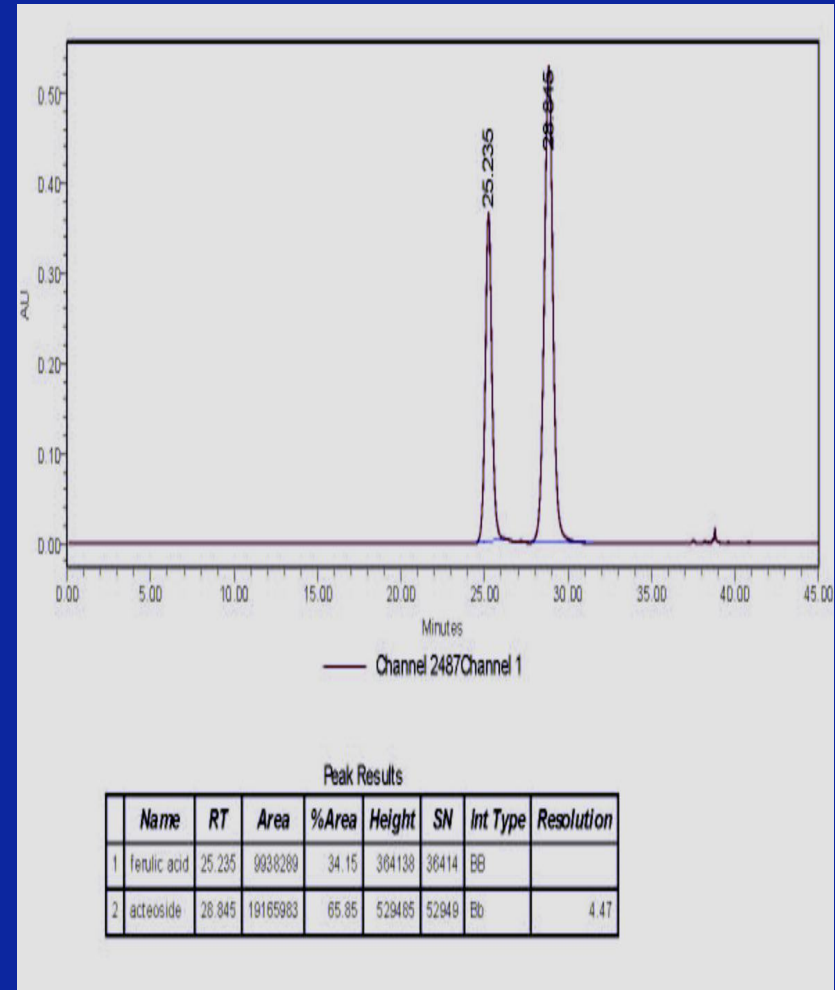 0.50
0.40
0.30
0.20
0.10
0.00
AU
25.235
28.845
0.00 5.00 10.00 15.00 20.00 25.00 30.00 35.00 40.00 45.00
Minutes
Channel 2487Channel 1
Peak Results
Name RT Area %Area Height SN Int Type Resolution
1 ferulic acid 25.235 9938289 34.15 364138 36414 BB
2 acteoside 28.845 19165983 65.85 529485 52949 Bb 4.47